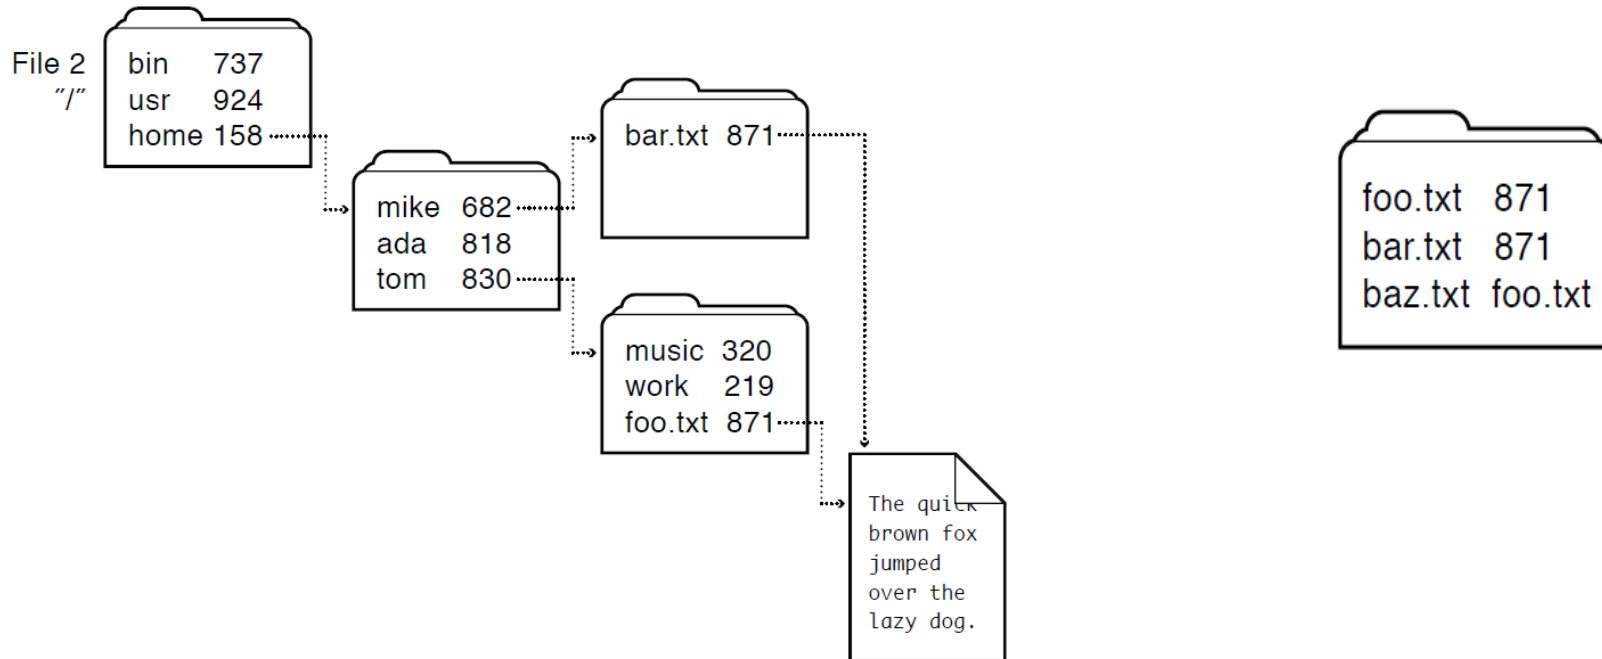 File 2
"/"
bin 737
usr 924
home 158
mike 682
ada 818
tom 830
bar.txt 871
music 320
work 219
foo.txt 871
The quick
brown fox
jumped
over the
lazy dog.
foo.txt 871
bar.txt 871
baz.txt foo.txt